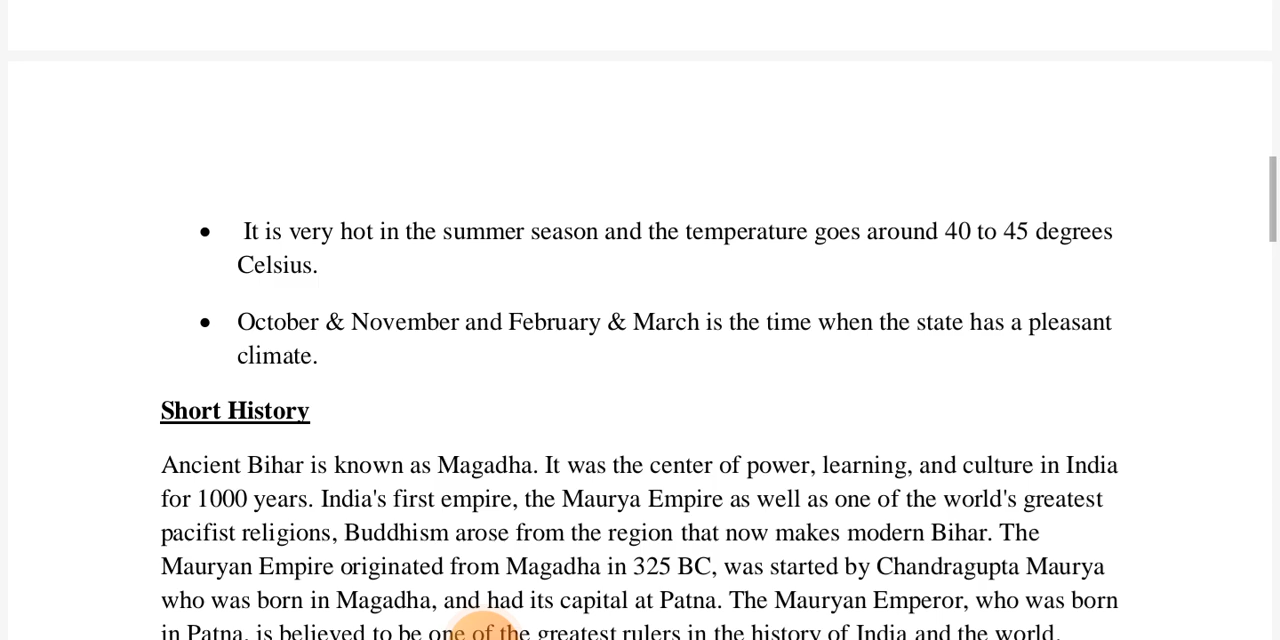 • It is very hot in the summer season and the temperature goes around 40 to 45 degrees
Celsius.
• October & November and February & March is the time when the state has a pleasant
climate.
Short History
Ancient Bihar is known as Magadha. It was the center of power, learning, and culture in India
for 1000 years. India's first empire, the Maurya Empire as well as one of the world's greatest
pacifist religions, Buddhism arose from the region that now makes modern Bihar. The
Mauryan Empire originated from Magadha in 325 BC, was started by Chandragupta Maurya
who was born in Magadha, and had its capital at Patna. The Mauryan Emperor, who was born
in Patna, is believed to be one of the greatest rulers in the history of India and the world.